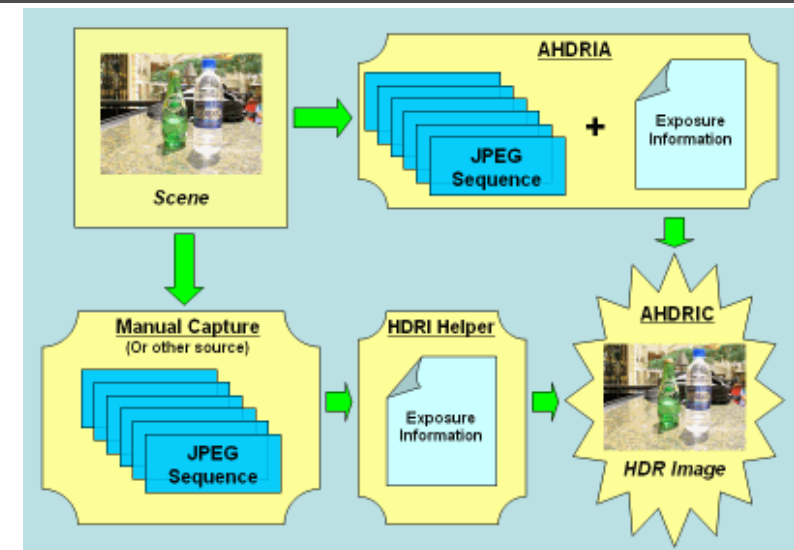 Scene
AHDRIA
JPEG
Sequence
+
Exposure
Information
Manual Capture
(Or other source)
JPEG
Sequence
HDRI Helper
Exposure
Information
AHDRIC
HDR Image